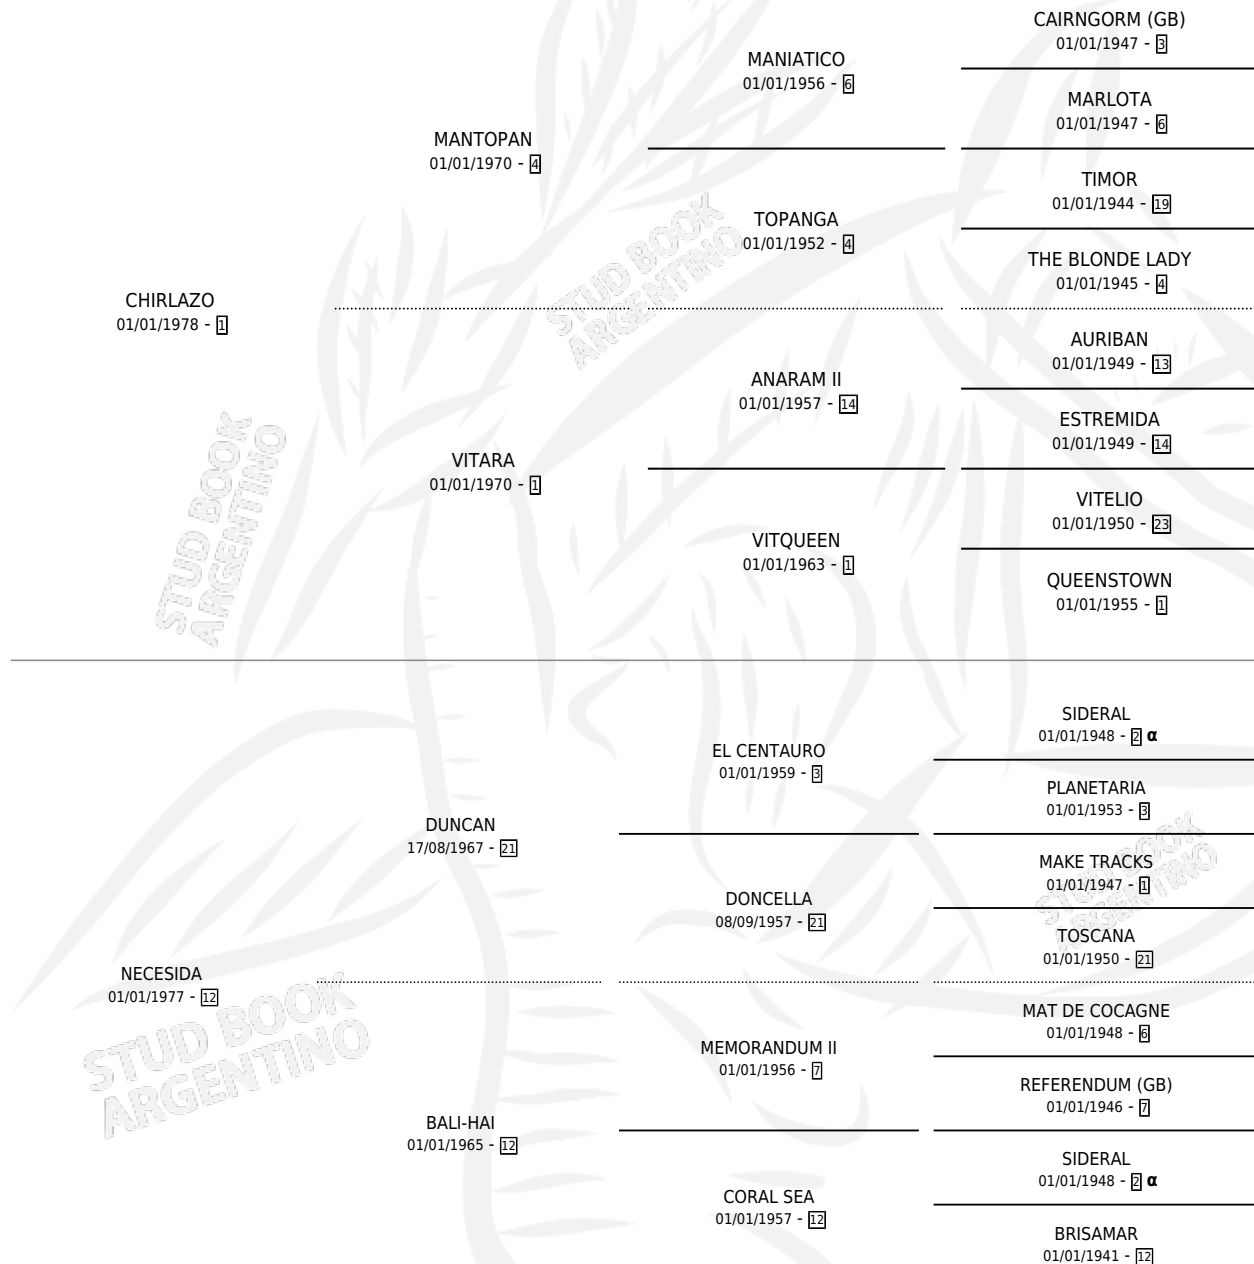 CAIRNGORM (GB)
01/01/1947 - 3
MANIATICO
01/01/1956 - 6
MARLOTA
01/01/1947 - 6
MANTOPAN
01/01/1970 - 4
TIMOR
01/01/1944 - 19
TOPANGA
01/01/1952 - 4
THE BLONDE LADY
01/01/1945 - 4
CHIRLAZO
01/01/1978 - 1
AURIBAN
01/01/1949 - 13
ANARAM II
01/01/1957 - 14
ESTREMIDA
01/01/1949 - 14
VITARA
01/01/1970 - 1
VITELIO
01/01/1950 - 23
VITQUEEN
01/01/1963 - 1
QUEENSTOWN
01/01/1955 - 1
SIDERAL
01/01/1948 - 2 α
EL CENTAURO
01/01/1959 - 3
PLANETARIA
01/01/1953 - 3
DUNCAN
17/08/1967 - 21
MAKE TRACKS
01/01/1947 - 1
DONCELLA
08/09/1957 - 21
TOSCANA
01/01/1950 - 21
NECESIDA
01/01/1977 - 12
MAT DE COCAGNE
01/01/1948 - 6
MEMORANDUM II
01/01/1956 - 7
REFERENDUM (GB)
01/01/1946 - 7
BALI-HAI
01/01/1965 - 12
SIDERAL
01/01/1948 - 2 α
CORAL SEA
01/01/1957 - 12
BRISAMAR
01/01/1941 - 12
STUD BOOK
ARGENTINO
STUD BOOK
ARGENTINO
STUD BOOK
ARGENTINO
STUD BOOK
ARGENTINO